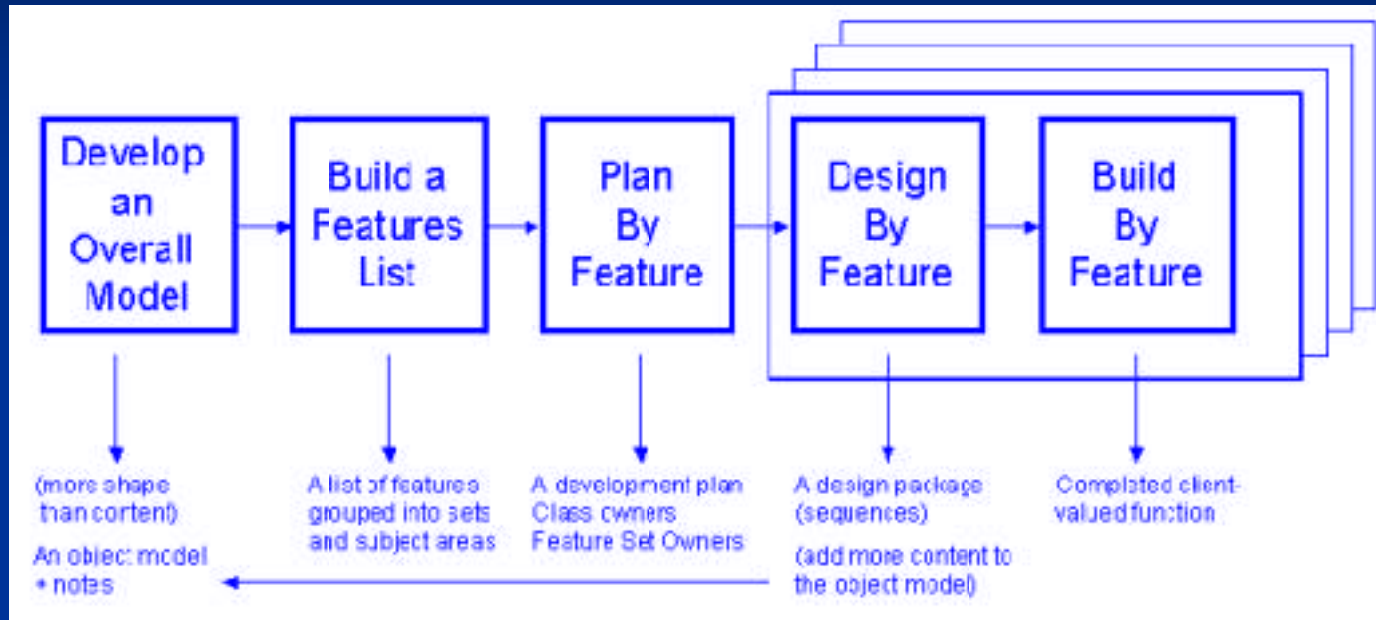 Develop
an
Overall
Model
Build a
Features
List
Plan
By
Feature
Design
By
Feature
Build
By
Feature
(more shape
than content)
An object model
+ notes
A list of features
grouped into sets
and subject areas
A development plan
Class owners
Feature Set Owners
A design package
(sequences)
(add more content to
the object model)
Completed client-
valued function